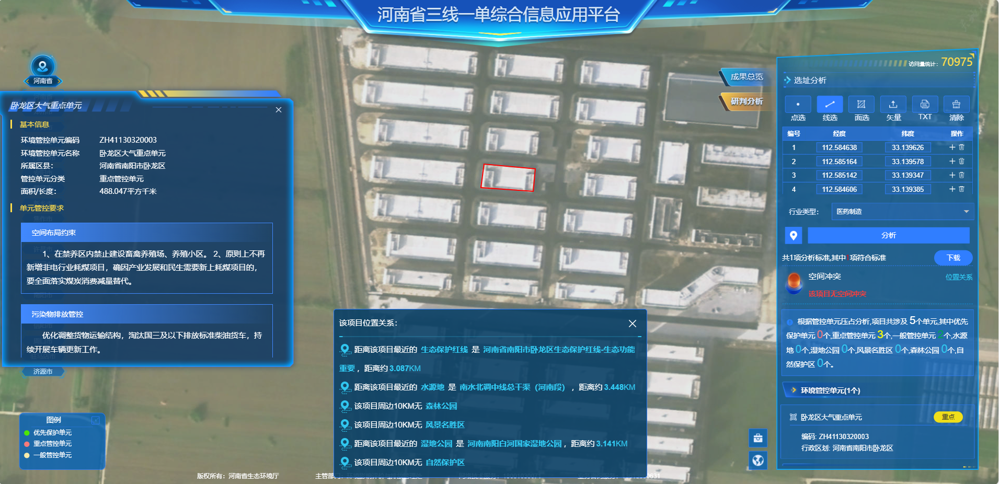 河南省三线一单综合信息应用平台
河南省
卧龙区大气重点单元
基本信息
环境管控单元编码 ZH41130320003
环境管控单元名称 卧龙区大气重点单元
所属区县: 河南省南阳市卧龙区
管控单元分类 重点管控单元
面积/长度: 488.047平方千米
单元管控要求
空间布局约束
1、在禁养区内禁止建设畜禽养殖场、养殖小区。 2、原则上不再
新增非电行业耗煤项目，确因产业发展和民生需要新上耗煤项目的，
要全面落实煤炭消费减量替代。
污染物排放管控
优化调整货物运输结构，淘汰国三及以下排放标准柴油货车，持
续开展车辆更新工作。
济源市
图例
优先保护单元
重点管控单元
一般管控单元
成果总览
研判分析
访问量统计: 70975
选址分析
点选 线选 面选 矢量 TXT 清除
编号 经度 纬度 操作
1 112.584638 33.139626
2 112.585164 33.139578
3 112.585142 33.139347
4 112.584606 33.139385
行业类型: 医药制造
分析
共1项分析标准,其中1项符合标准 下载
空间冲突 位置关系
该项目无空间冲突
根据管控单元压占分析,项目共涉及 5个单元,其中优先
保护单元 0个,重点管控单元 3个,一般管控单元 2个,水源
地 0个,湿地公园 0个,风景名胜区 0个,森林公园 0个,自
然保护区 0个。
环境管控单元(1个)
卧龙区大气重点单元 重点
编码: ZH41130320003
行政区划: 河南省南阳市卧龙区
该项目位置关系:
距离该项目最近的 生态保护红线 是 河南省南阳市卧龙区生态保护红线-生态功能
重要 ，距离约 3.087KM
距离该项目最近的 水源地 是 南水北调中线总干渠（河南段） ，距离约 3.448KM
该项目周边10KM无 森林公园
该项目周边10KM无 风景名胜区
距离该项目最近的 湿地公园 是 河南南阳白河国家湿地公园 ，距离约 3.141KM
该项目周边10KM无 自然保护区
版权所有：河南省生态环境厅 主管部